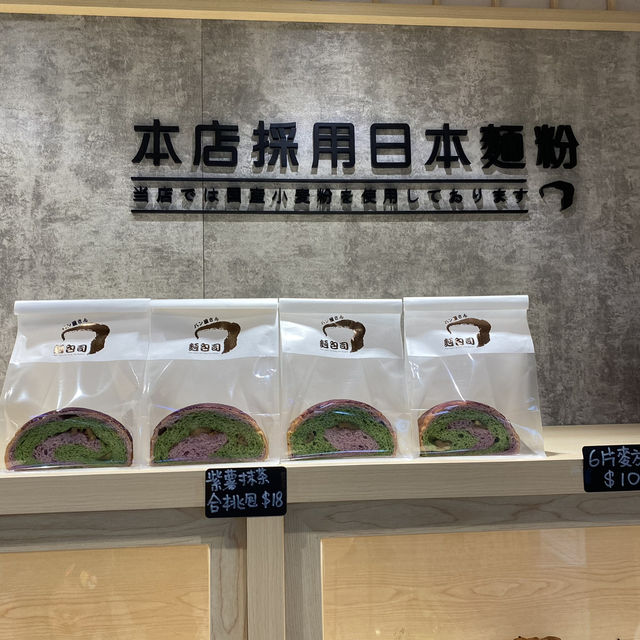 本店採用日本麵粉
当店では国産小麦粉を使用しております
パン屋さん
麵包司
パン屋さん
麵包司
パン屋さん
麵包司
パン屋さん
麵包司
紫薯抹茶
合桃包 $18
6片麥
$10